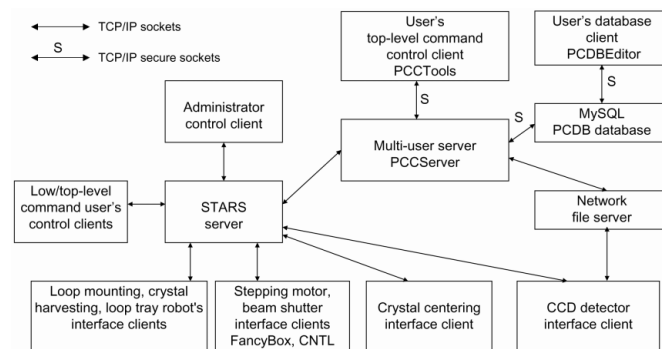 TCP/IP sockets
S
TCP/IP secure sockets
User's
top-level command
control client
PCCTools
User's database
client
PCDBEditor
S
S
Administrator
control client
MySQL
PCDB database
S
Multi-user server
PCCServer
Low/top-level
command user's
control clients
STARS
server
Network
file server
Loop mounting, crystal
harvesting, loop tray robot's
interface clients
Stepping motor,
beam shutter
interface clients
FancyBox, CNTL
Crystal centering
interface client
CCD detector
interface client